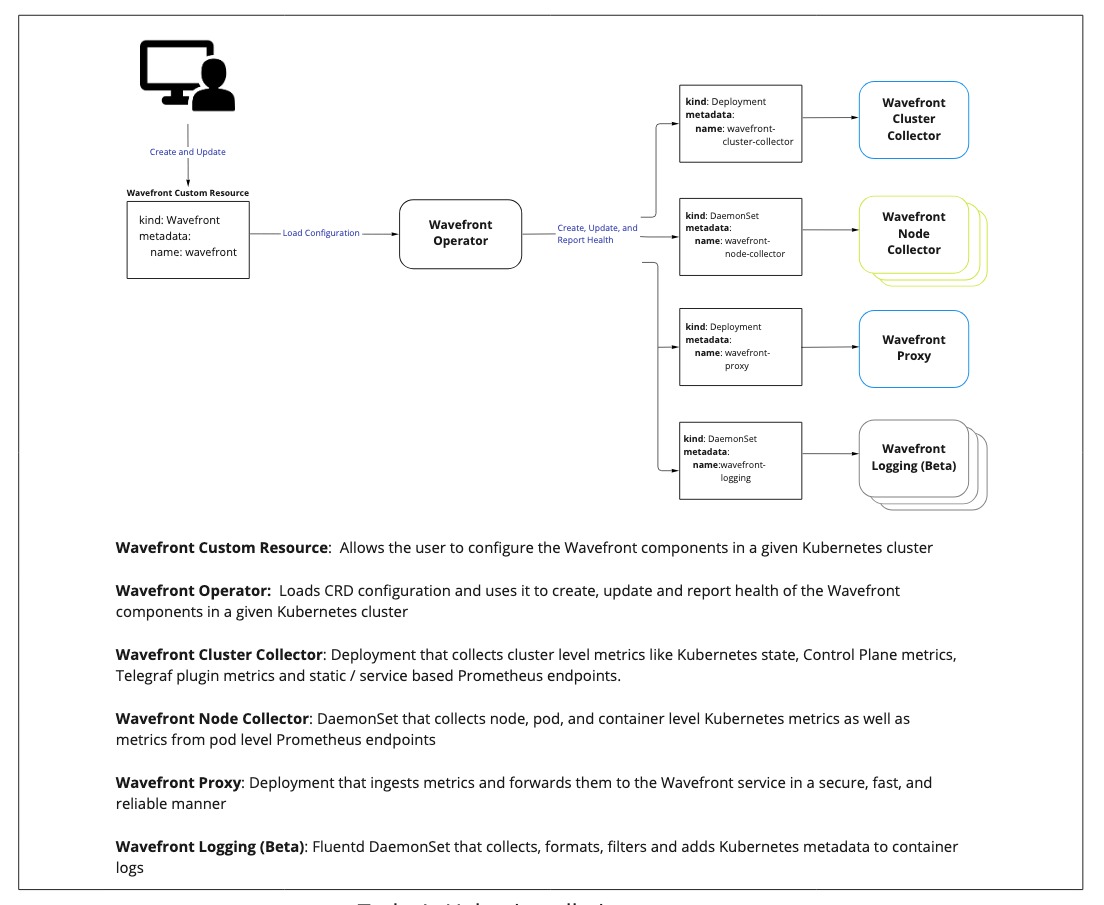 Create and Update
Wavefront Custom Resource
kind: Wavefront
metadata:
name: wavefront
Load Configuration
Wavefront
Operator
Create, Update, and
Report Health
kind: Deployment
metadata:
name: wavefront-
cluster-collector
Wavefront
Cluster
Collector
kind: DaemonSet
metadata:
name: wavefront-
node-collector
Wavefront
Node
Collector
kind: Deployment
metadata:
name: wavefront-
proxy
Wavefront
Proxy
kind: DaemonSet
metadata:
name:wavefront-
logging
Wavefront
Logging (Beta)
Wavefront Custom Resource: Allows the user to configure the Wavefront components in a given Kubernetes cluster
Wavefront Operator: Loads CRD configuration and uses it to create, update and report health of the Wavefront
components in a given Kubernetes cluster
Wavefront Cluster Collector: Deployment that collects cluster level metrics like Kubernetes state, Control Plane metrics,
Telegraf plugin metrics and static / service based Prometheus endpoints.
Wavefront Node Collector: DaemonSet that collects node, pod, and container level Kubernetes metrics as well as
metrics from pod level Prometheus endpoints
Wavefront Proxy: Deployment that ingests metrics and forwards them to the Wavefront service in a secure, fast, and
reliable manner
Wavefront Logging (Beta): Fluentd DaemonSet that collects, formats, filters and adds Kubernetes metadata to container
logs